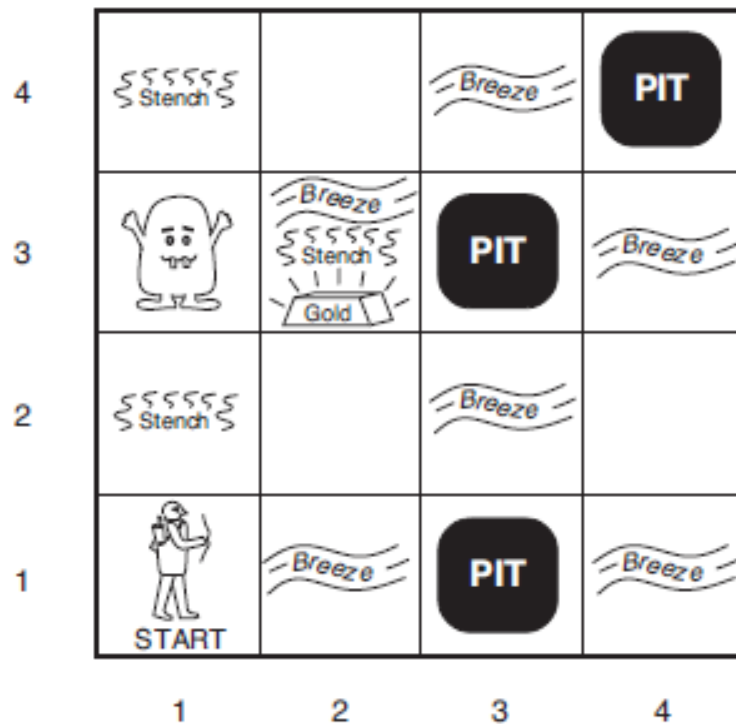 4
Stench
Breeze
PIT
3
Breeze
Stench
Gold
PIT
Breeze
2
Stench
Breeze
1
START
Breeze
PIT
Breeze
1 2 3 4